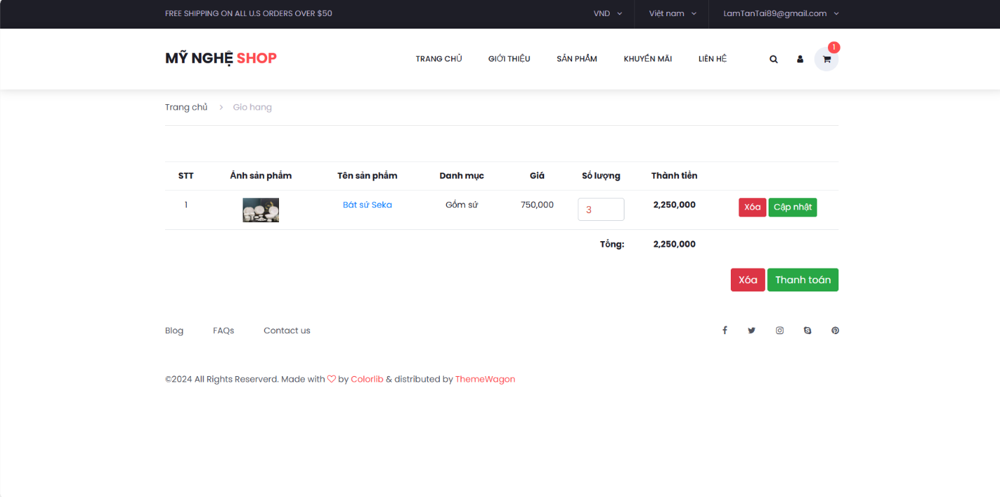 FREE SHIPPING ON ALL U.S ORDERS OVER $50 VND Việt nam LamTanTai89@gmail.com
MỸ NGHỆ SHOP TRANG CHỦ GIỚI THIỆU SẢN PHẨM KHUYẾN MÃI LIÊN HỆ 1
Trang chủ > Gio hang
STT Ảnh sản phẩm Tên sản phẩm Danh mục Giá Số lượng Thành tiền
1 Bát sứ Seka Gốm sứ 750,000 3 2,250,000 Xóa Cập nhật
Tổng: 2,250,000
Xóa Thanh toán
Blog FAQs Contact us
©2024 All Rights Reserverd. Made with ♡ by Colorlib & distributed by ThemeWagon